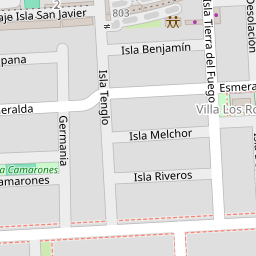 aje Isla San Javier
803
Isla Benjamín
Isla Tierra del Fuego
Desolación
pana
Isla Tenglo
Esmera
eralda
Villa Los Ro
Germania
Isla Melchor
Camarones
amarones
Isla Riveros